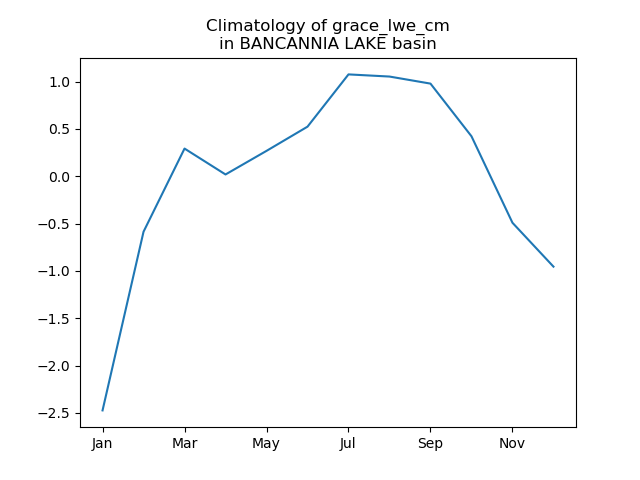 Climatology of grace_lwe_cm
in BANCANNIA LAKE basin
1.0
0.5
0.0
−0.5
−1.0
−1.5
−2.0
−2.5
Jan Mar May Jul Sep Nov